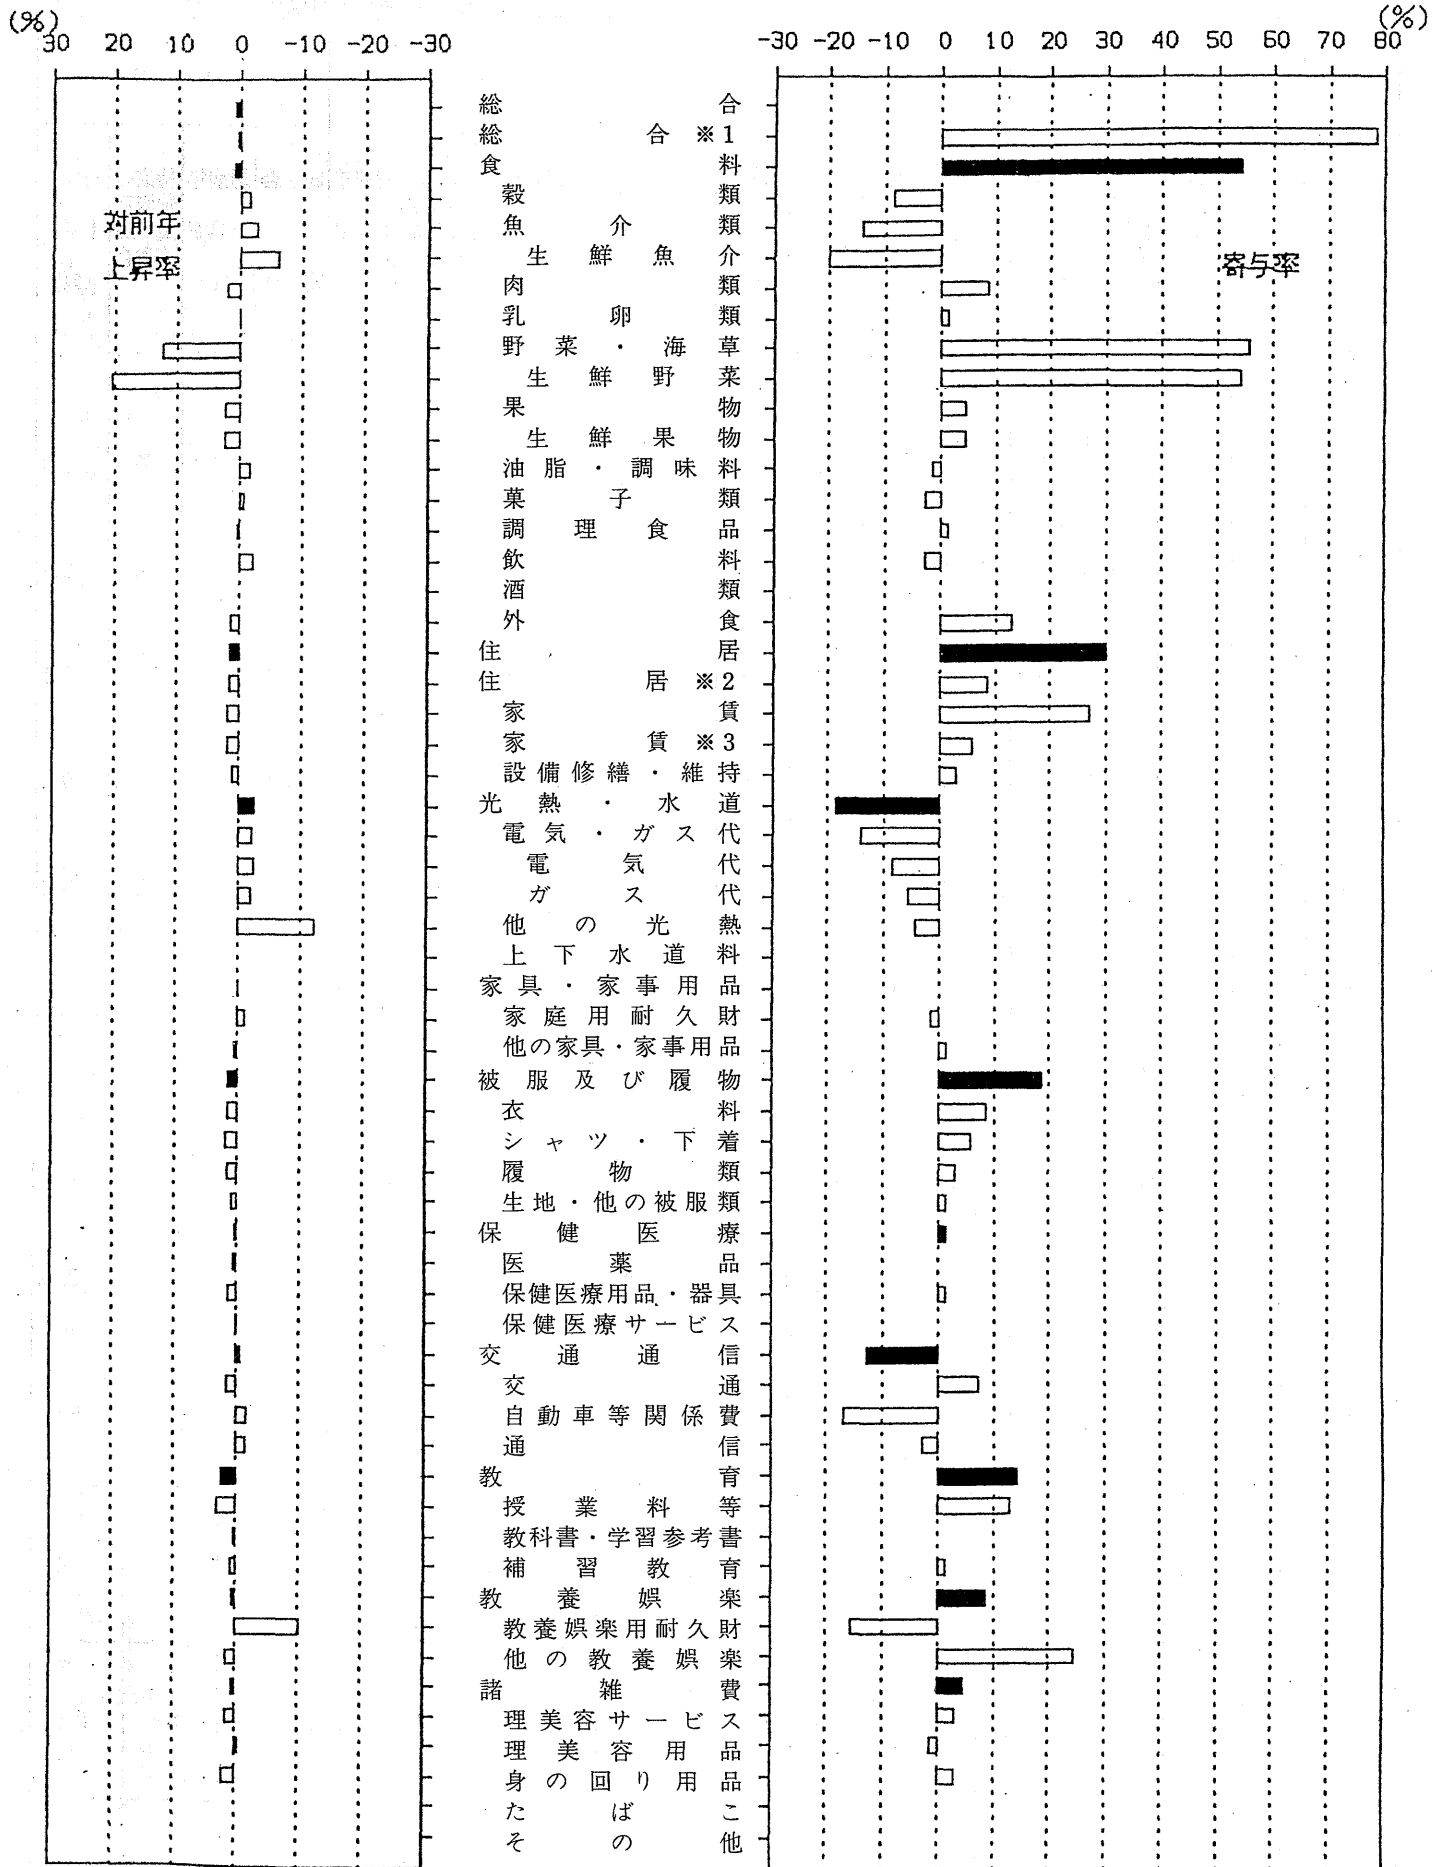 (%)
30 20 10 0 -10 -20 -30
(%)
-30 -20 -10 0 10 20 30 40 50 60 70 80
対前年
上昇率
寄与率
総合
総合 ※1
食料
穀類
魚介類
生鮮魚介
肉類
乳卵類
野菜・海草
生鮮野菜
果物
生鮮果物
油脂・調味料
菓子類
調理食品
飲料
酒類
外食
住居
住居 ※2
家賃
家賃 ※3
設備修繕・維持
光熱・水道
電気・ガス代
電気代
ガス代
他の光熱
上下水道料
家具・家事用品
家庭用耐久財
他の家具・家事用品
被服及び履物
衣料
シャツ・下着
履物類
生地・他の被服類
保健医療
医薬品
保健医療用品・器具
保健医療サービス
交通通信
交通
自動車等関係費
通信
教育
授業料等
教科書・学習参考書
補習教育
教養娯楽
教養娯楽用耐久財
他の教養娯楽
諸雑費
理美容サービス
理美容用品
身の回り用品
たばこ
その他